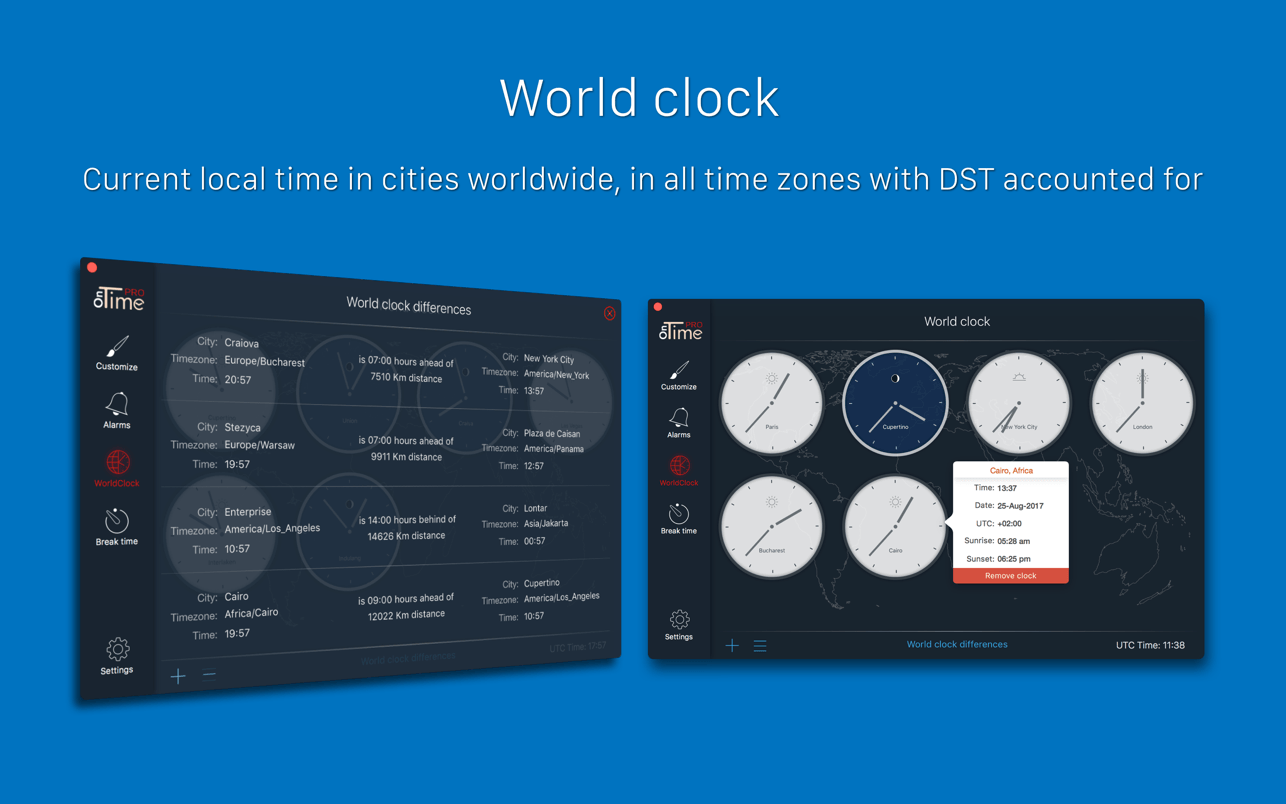 World clock
Current local time in cities worldwide, in all time zones with DST accounted for
onTime PRO
Customize
Alarms
WorldClock
Break time
Settings
World clock differences
City: Craiova
Timezone: Europe/Bucharest
Time: 20:57
is 07:00 hours ahead of
7510 Km distance
City: New York City
Timezone: America/New_York
Time: 13:57
City: Stezyca
Timezone: Europe/Warsaw
Time: 19:57
is 07:00 hours ahead of
9911 Km distance
City: Plaza de Caisan
Timezone: America/Panama
Time: 12:57
City: Enterprise
Timezone: America/Los_Angeles
Time: 10:57
is 14:00 hours behind of
14626 Km distance
City: Lontar
Timezone: Asia/Jakarta
Time: 00:57
City: Cairo
Timezone: Africa/Cairo
Time: 19:57
is 09:00 hours ahead of
12022 Km distance
City: Cupertino
Timezone: America/Los_Angeles
Time: 10:57
World clock differences
UTC Time: 17:57
onTime PRO
Customize
Alarms
WorldClock
Break time
Settings
World clock
Paris
Cupertino
New York City
London
Bucharest
Cairo
Cairo, Africa
Time: 13:37
Date: 25-Aug-2017
UTC: +02:00
Sunrise: 05:28 am
Sunset: 06:25 pm
Remove clock
World clock differences
UTC Time: 11:38